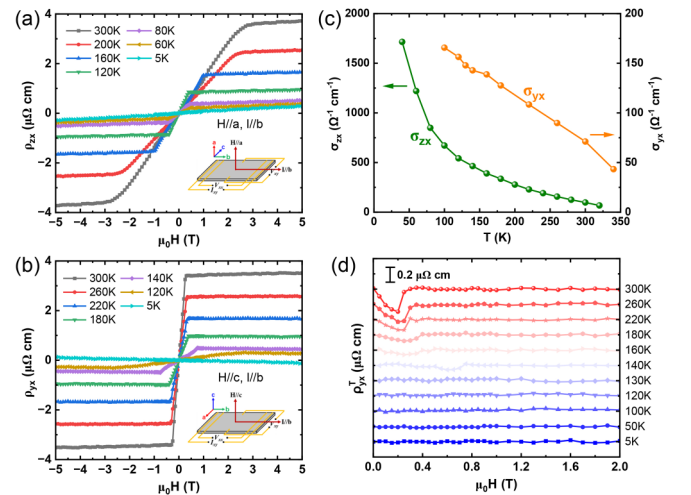 (a)
300K
200K
160K
120K
80K
60K
5K
H//a, I//b
a
c
b
H//a
I//b
ρzx (μΩ cm)
4
2
0
-2
-4
-5 -4 -3 -2 -1 0 1 2 3 4 5
μ₀H (T)
(b)
300K
260K
220K
180K
140K
120K
5K
H//c, I//b
c
b
a
H//c
I//b
ρyx (μΩ cm)
4
2
0
-2
-4
-5 -4 -3 -2 -1 0 1 2 3 4 5
μ₀H (T)
(c)
σzx (Ω⁻¹ cm⁻¹)
2000
1500
1000
500
0
σyx
σzx
200
150
100
50
0
σyx (Ω⁻¹ cm⁻¹)
0 50 100 150 200 250 300 350
T (K)
(d)
0.2 μΩ cm
300K
260K
220K
180K
160K
140K
130K
120K
100K
50K
5K
ρᵀyx (μΩ cm)
0.0 0.4 0.8 1.2 1.6 2.0
μ₀H (T)